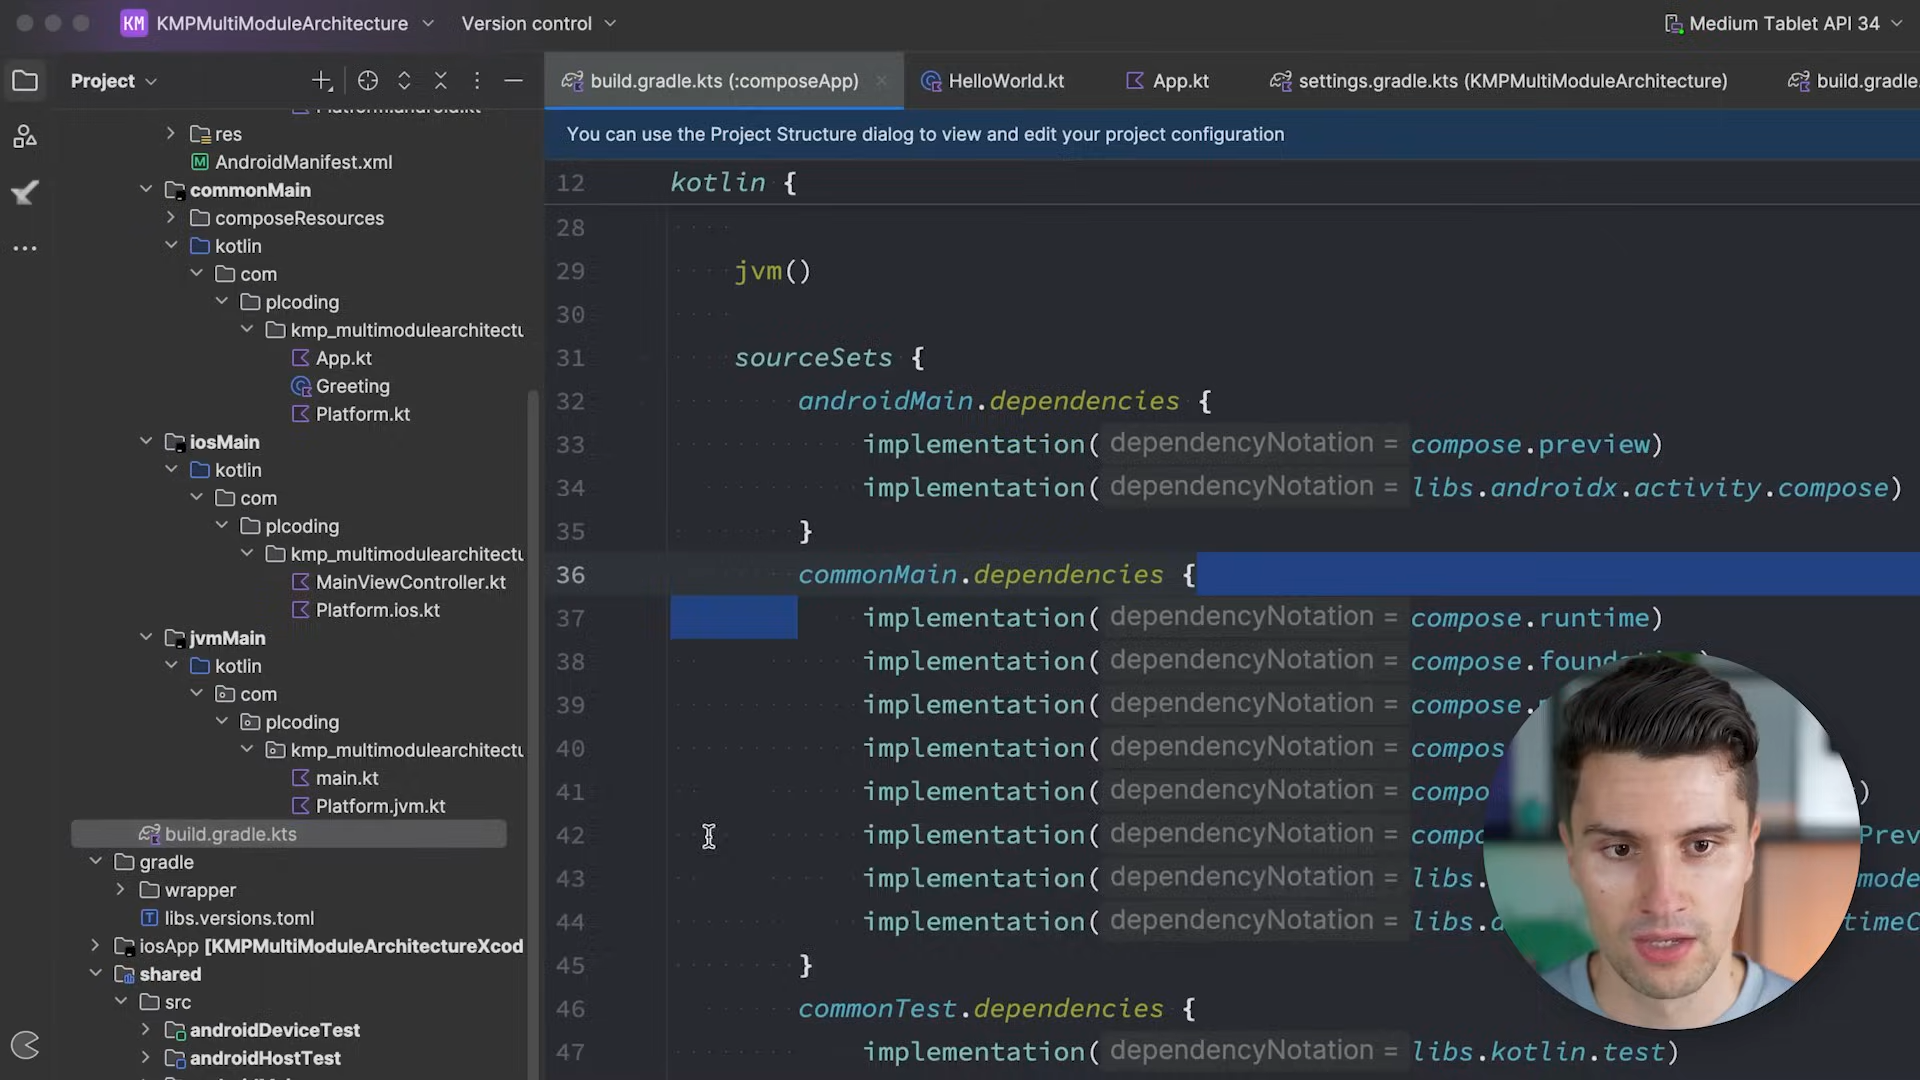 KM KMPMultiModuleArchitecture Version control Medium Tablet API 34
Project
build.gradle.kts (:composeApp) HelloWorld.kt App.kt settings.gradle.kts (KMPMultiModuleArchitecture) build.gradle.
You can use the Project Structure dialog to view and edit your project configuration
res
AndroidManifest.xml
commonMain
composeResources
kotlin
com
plcoding
kmp_multimodulearchitectu
App.kt
Greeting
Platform.kt
iosMain
kotlin
com
plcoding
kmp_multimodulearchitectu
MainViewController.kt
Platform.ios.kt
jvmMain
kotlin
com
plcoding
kmp_multimodulearchitectu
main.kt
Platform.jvm.kt
build.gradle.kts
gradle
wrapper
libs.versions.toml
iosApp [KMPMultiModuleArchitectureXcod
shared
src
androidDeviceTest
androidHostTest
12 kotlin {
28
29 jvm()
30
31 sourceSets {
32 androidMain.dependencies {
33 implementation( dependencyNotation = compose.preview)
34 implementation( dependencyNotation = libs.androidx.activity.compose)
35 }
36 commonMain.dependencies {
37 implementation( dependencyNotation = compose.runtime)
38 implementation( dependencyNotation = compose.found
39 implementation( dependencyNotation = compose.
40 implementation( dependencyNotation = compos
41 implementation( dependencyNotation = compo )
42 implementation( dependencyNotation = compo Prev
43 implementation( dependencyNotation = libs. mode
44 implementation( dependencyNotation = libs.a timeC
45 }
46 commonTest.dependencies {
47 implementation( dependencyNotation = libs.kotlin.test)